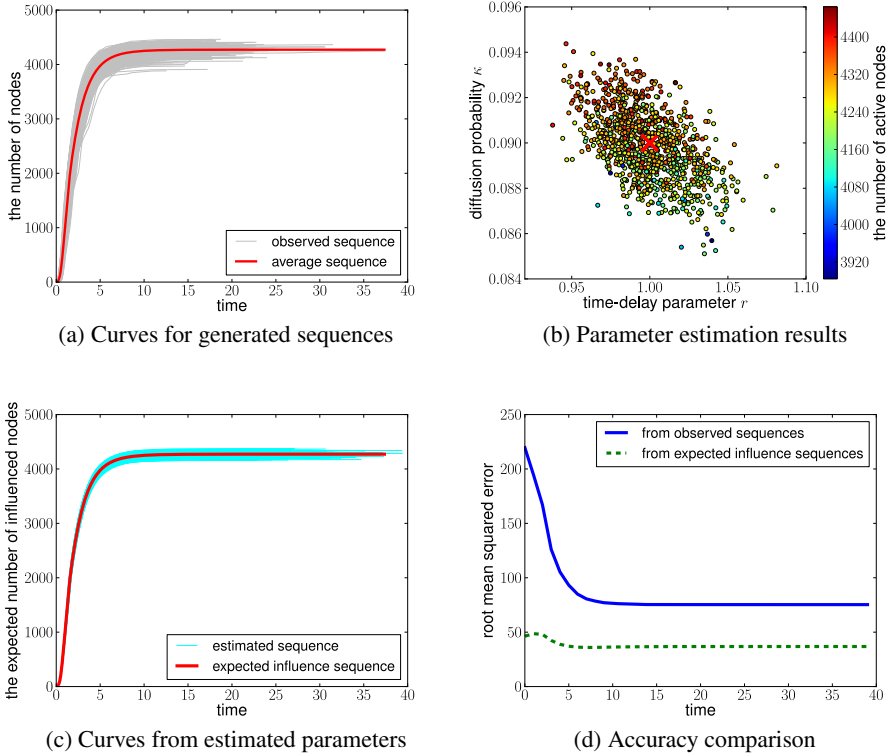 5000
4000
3000
2000
1000
0
the number of nodes
observed sequence
average sequence
0 5 10 15 20 25 30 35 40
time
(a) Curves for generated sequences
0.096
0.094
0.092
0.090
0.088
0.086
0.084
diffusion probability κ
0.95 1.00 1.05 1.10
time-delay parameter r
4400
4320
4240
4160
4080
4000
3920
the number of active nodes
(b) Parameter estimation results
5000
4000
3000
2000
1000
0
the expected number of influenced nodes
estimated sequence
expected influence sequence
0 5 10 15 20 25 30 35 40
time
(c) Curves from estimated parameters
250
200
150
100
50
0
root mean squared error
from observed sequences
from expected influence sequences
0 5 10 15 20 25 30 35 40
time
(d) Accuracy comparison